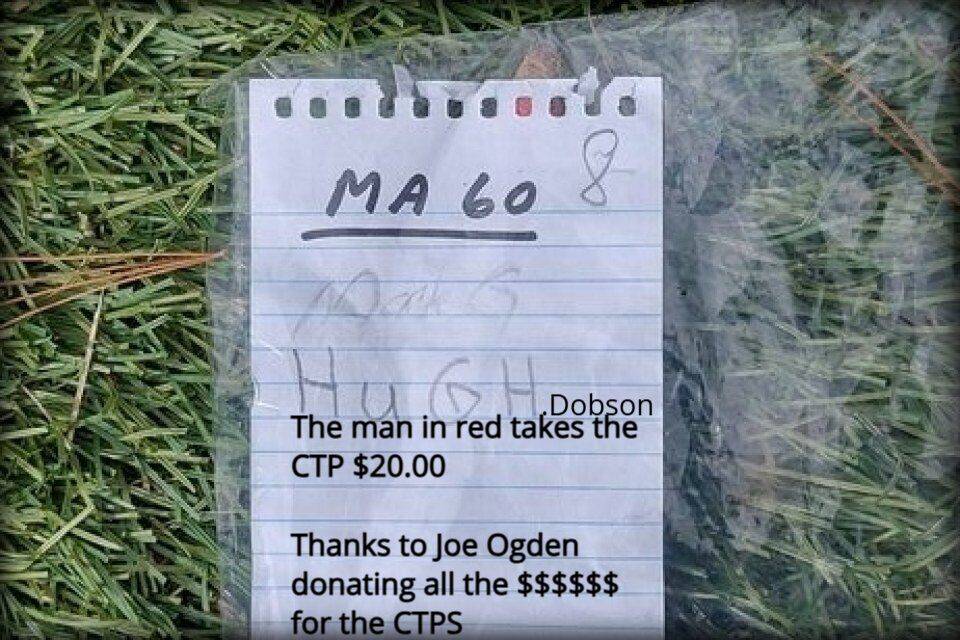 8
MA 60
HUGH
.Dobson
The man in red takes the
CTP $20.00
Thanks to Joe Ogden
donating all the $$$$$$
for the CTPS